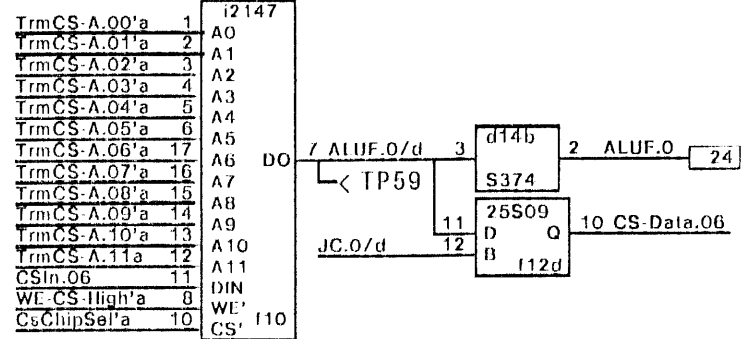 i2147
TrmCS-A.00'a 1 A0
TrmCS-A.01'a 2 A1
TrmCS-A.02'a 3 A2
TrmCS-A.03'a 4 A3
TrmCS-A.04'a 5 A4
TrmCS-A.05'a 6 A5
TrmCS-A.06'a 17 A6
TrmCS-A.07'a 16 A7
TrmCS-A.08'a 15 A8
TrmCS-A.09'a 14 A9
TrmCS-A.10'a 13 A10
TrmCS-A.11a 12 A11
CSIn.06 11 DIN
WE-CS-High'a 8 WE'
CsChipSel'a 10 CS'
f10
DO 7 ALUF.0/d
< TP59
3 d14b 2 ALUF.0 24
S374
25S09
11 D Q 10 CS-Data.06
JC.0/d 12 B
f12d